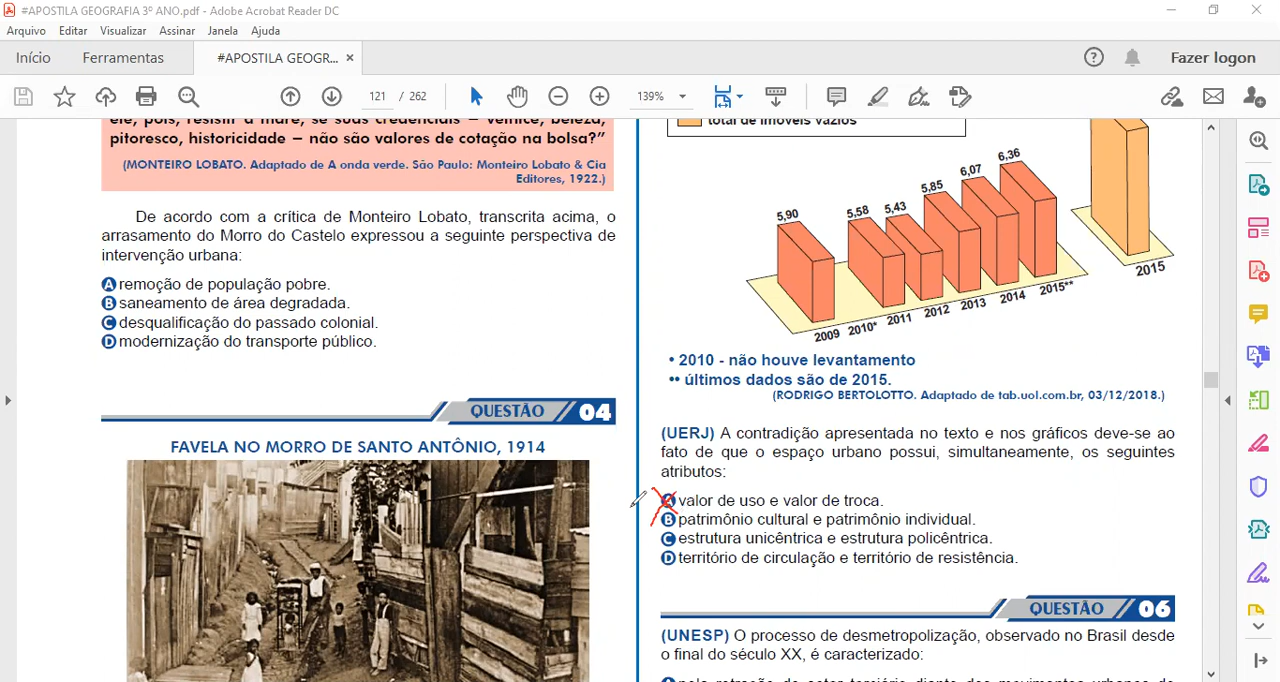 #APOSTILA GEOGRAFIA 3º ANO.pdf - Adobe Acrobat Reader DC
Arquivo Editar Visualizar Assinar Janela Ajuda
Início Ferramentas #APOSTILA GEOGR... × Fazer logon
121 / 262 139%
ele, pois, resistir à maré, se suas credenciais – velhice, beleza,
pitoresco, historicidade – não são valores de cotação na bolsa?”
(MONTEIRO LOBATO. Adaptado de A onda verde. São Paulo: Monteiro Lobato & Cia
Editores, 1922.)
De acordo com a crítica de Monteiro Lobato, transcrita acima, o
arrasamento do Morro do Castelo expressou a seguinte perspectiva de
intervenção urbana:
A remoção de população pobre.
B saneamento de área degradada.
C desqualificação do passado colonial.
D modernização do transporte público.
QUESTÃO 04
FAVELA NO MORRO DE SANTO ANTÔNIO, 1914
total de imóveis vazios
5,90 5,58 5,43 5,85 6,07 6,36
2009 2010* 2011 2012 2013 2014 2015** 2015
• 2010 - não houve levantamento
•• últimos dados são de 2015.
(RODRIGO BERTOLOTTO. Adaptado de tab.uol.com.br, 03/12/2018.)
(UERJ) A contradição apresentada no texto e nos gráficos deve-se ao
fato de que o espaço urbano possui, simultaneamente, os seguintes
atributos:
A valor de uso e valor de troca.
B patrimônio cultural e patrimônio individual.
C estrutura unicêntrica e estrutura policêntrica.
D território de circulação e território de resistência.
QUESTÃO 06
(UNESP) O processo de desmetropolização, observado no Brasil desde
o final do século XX, é caracterizado: